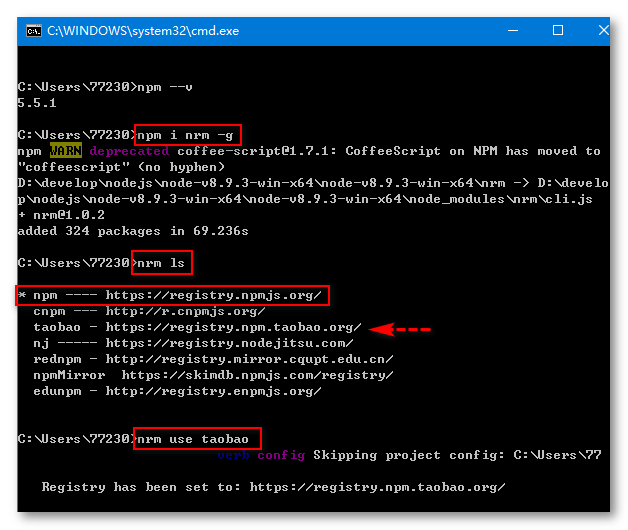 C:\WINDOWS\system32\cmd.exe
C:\Users\77230>npm --v
5.5.1
C:\Users\77230>npm i nrm -g
npm WARN deprecated coffee-script@1.7.1: CoffeeScript on NPM has moved to
"coffeescript" (no hyphen)
D:\develop\nodejs\node-v8.9.3-win-x64\node-v8.9.3-win-x64\nrm -> D:\develo
p\nodejs\node-v8.9.3-win-x64\node-v8.9.3-win-x64\node_modules\nrm\cli.js
+ nrm@1.0.2
added 324 packages in 69.236s
C:\Users\77230>nrm ls
* npm ---- https://registry.npmjs.org/
cnpm --- http://r.cnpmjs.org/
taobao - https://registry.npm.taobao.org/
nj ----- https://registry.nodejitsu.com/
rednpm - http://registry.mirror.cqupt.edu.cn/
npmMirror  https://skimdb.npmjs.com/registry/
edunpm - http://registry.enpmjs.org/
C:\Users\77230>nrm use taobao
verb config Skipping project config: C:\Users\77
Registry has been set to: https://registry.npm.taobao.org/